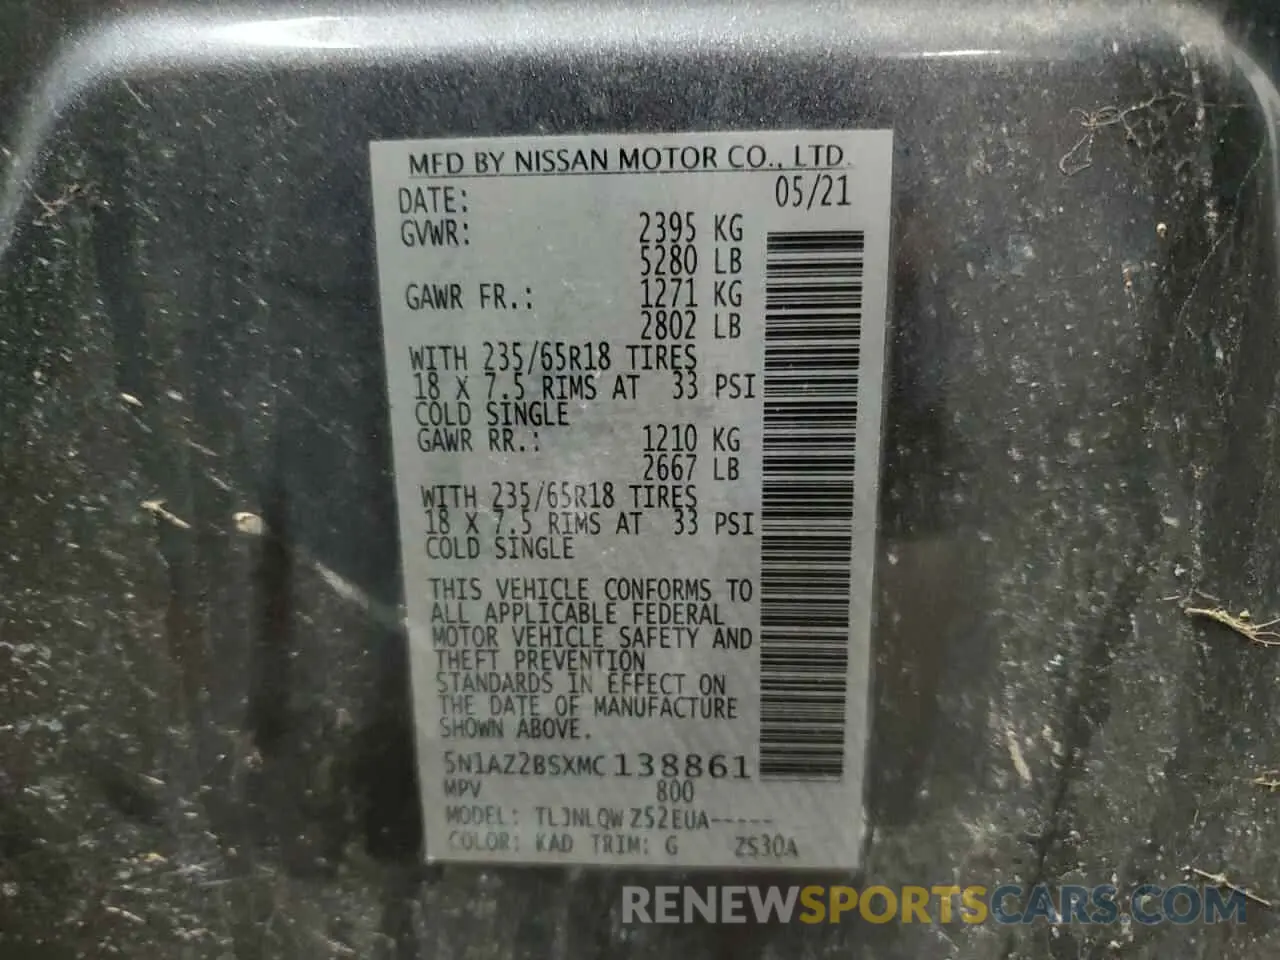 MFD BY NISSAN MOTOR CO., LTD.
DATE: 05/21
GVWR: 2395 KG
5280 LB
GAWR FR.: 1271 KG
2802 LB
WITH 235/65R18 TIRES
18 X 7.5 RIMS AT 33 PSI
COLD SINGLE
GAWR RR.: 1210 KG
2667 LB
WITH 235/65R18 TIRES
18 X 7.5 RIMS AT 33 PSI
COLD SINGLE
THIS VEHICLE CONFORMS TO
ALL APPLICABLE FEDERAL
MOTOR VEHICLE SAFETY AND
THEFT PREVENTION
STANDARDS IN EFFECT ON
THE DATE OF MANUFACTURE
SHOWN ABOVE.
5N1AZ2BSXMC138861
MPV 800
MODEL: TLJNLQW Z52EUA-----
COLOR: KAD TRIM: G ZS30A
RENEWSPORTSCARS.COM